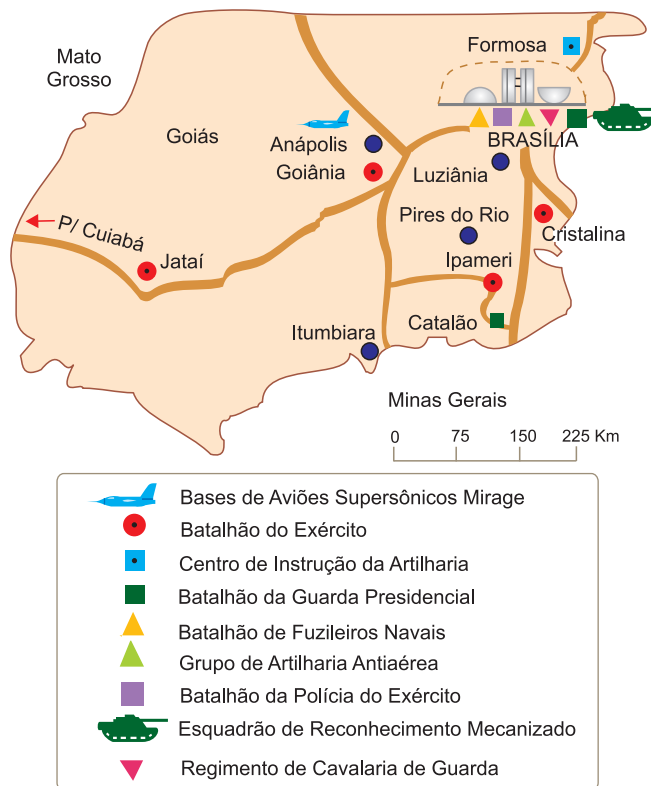 Mato
Grosso
Formosa
Goiás
BRASÍLIA
Anápolis
Goiânia
Luziânia
Pires do Rio
Cristalina
P/ Cuiabá
Jataí
Ipameri
Catalão
Itumbiara
Minas Gerais
0 75 150 225 Km
Bases de Aviões Supersônicos Mirage
Batalhão do Exército
Centro de Instrução da Artilharia
Batalhão da Guarda Presidencial
Batalhão de Fuzileiros Navais
Grupo de Artilharia Antiaérea
Batalhão da Polícia do Exército
Esquadrão de Reconhecimento Mecanizado
Regimento de Cavalaria de Guarda